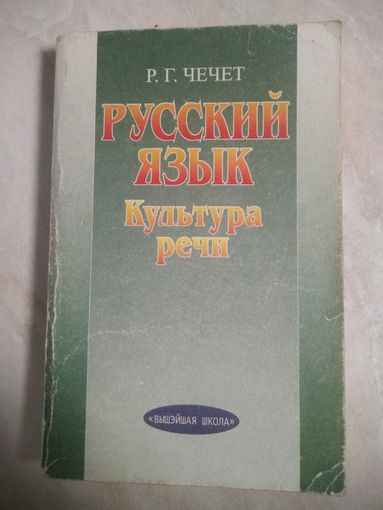 Р. Г. ЧЕЧЕТ
РУССКИЙ
ЯЗЫК
Культура
речи
«ВЫШЭЙШАЯ ШКОЛА»